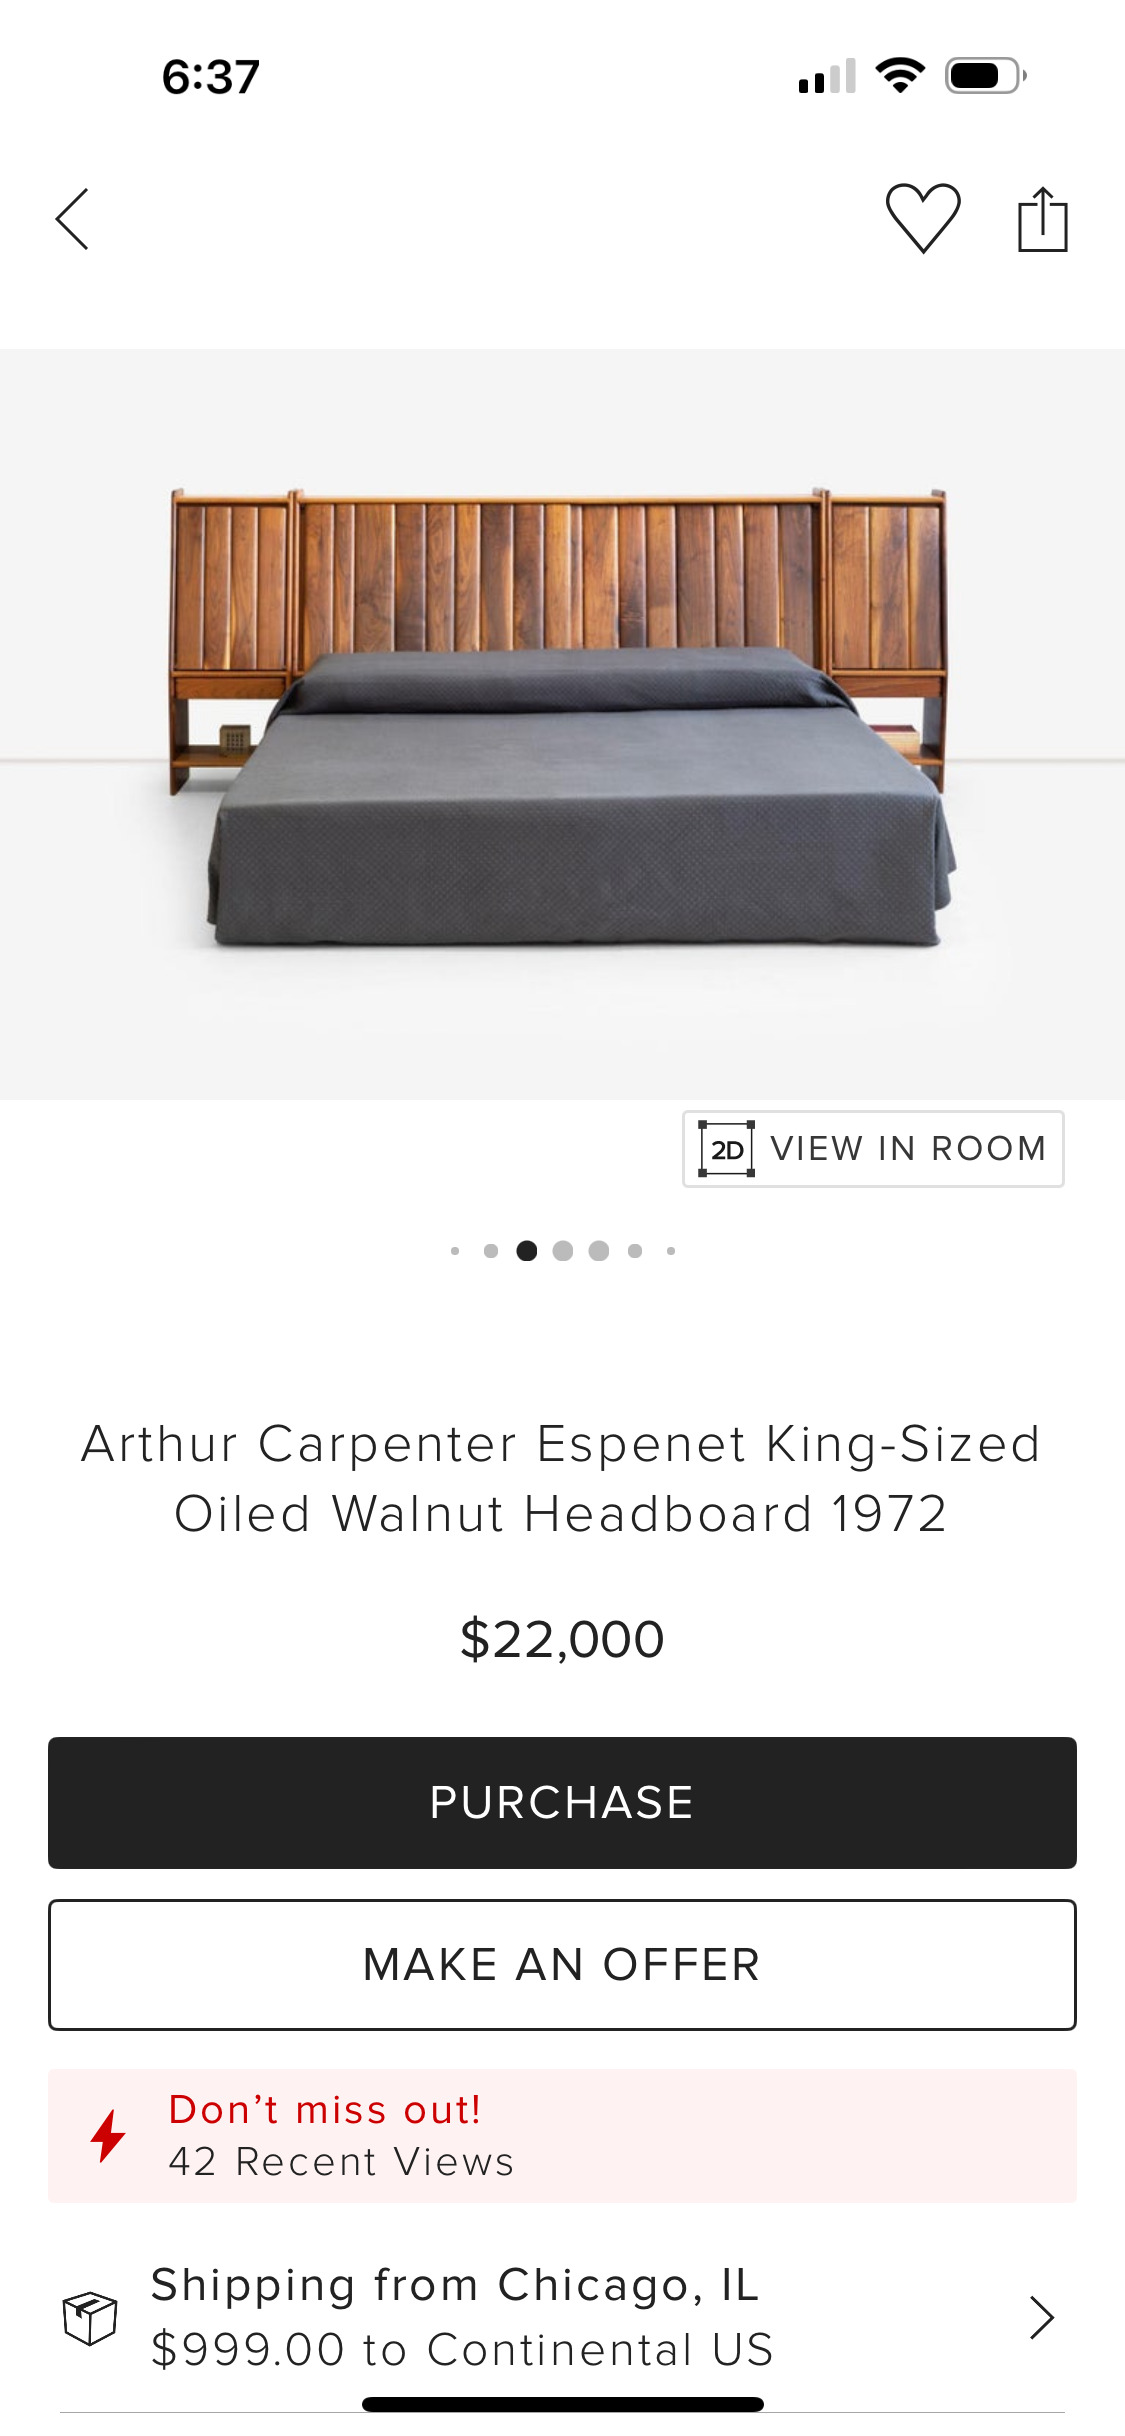 6:37
2D VIEW IN ROOM
Arthur Carpenter Espenet King-Sized
Oiled Walnut Headboard 1972
$22,000
PURCHASE
MAKE AN OFFER
Don’t miss out!
42 Recent Views
Shipping from Chicago, IL
$999.00 to Continental US